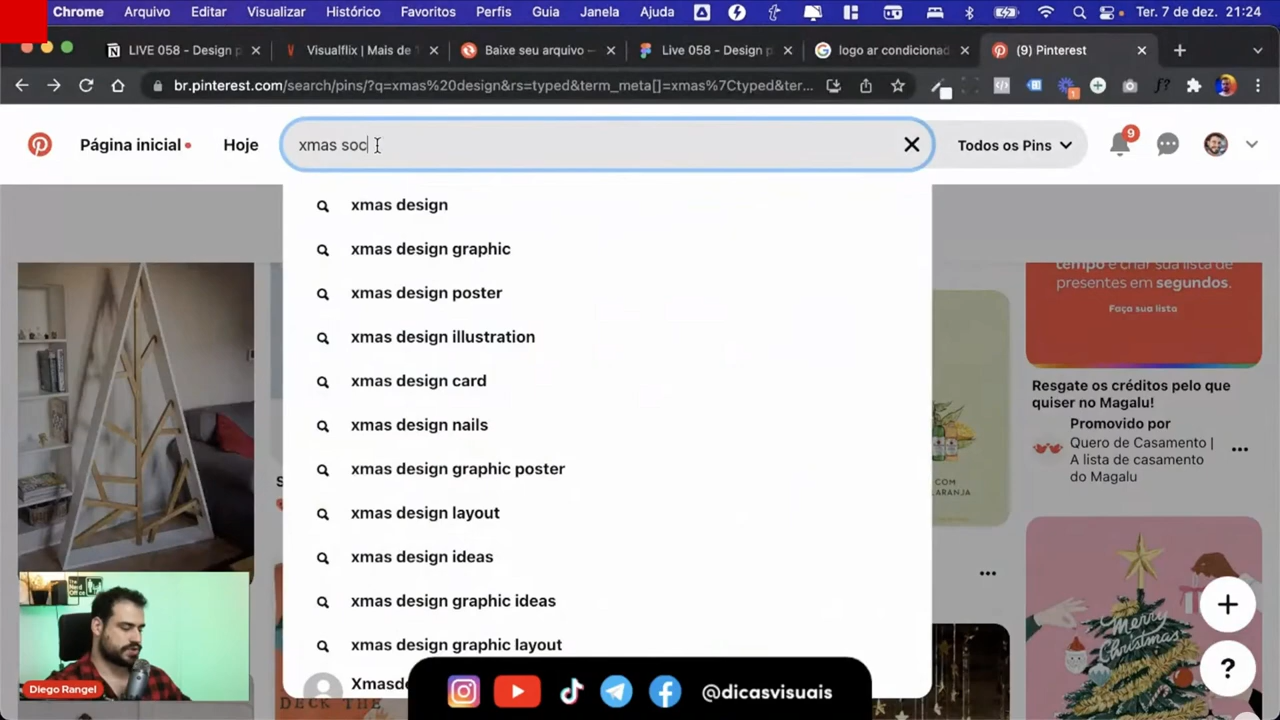 Chrome Arquivo Editar Visualizar Histórico Favoritos Perfis Guia Janela Ajuda Ter. 7 de dez. 21:24
LIVE 058 - Design p
Visualflix | Mais de
Baixe seu arquivo –
Live 058 - Design p
logo ar condicionad
(9) Pinterest
br.pinterest.com/search/pins/?q=xmas%20design&rs=typed&term_meta[]=xmas%7Ctyped&ter...
Página inicial
Hoje
xmas soc
Todos os Pins
9
xmas design
xmas design graphic
xmas design poster
xmas design illustration
xmas design card
xmas design nails
xmas design graphic poster
xmas design layout
xmas design ideas
xmas design graphic ideas
xmas design graphic layout
tempo e criar sua lista de
presentes em segundos.
Faça sua lista
Resgate os créditos pelo que
quiser no Magalu!
Promovido por
Quero de Casamento |
A lista de casamento
do Magalu
COM
LARANJA
Merry
Christmas
Diego Rangel
DECK THE
@dicasvisuais